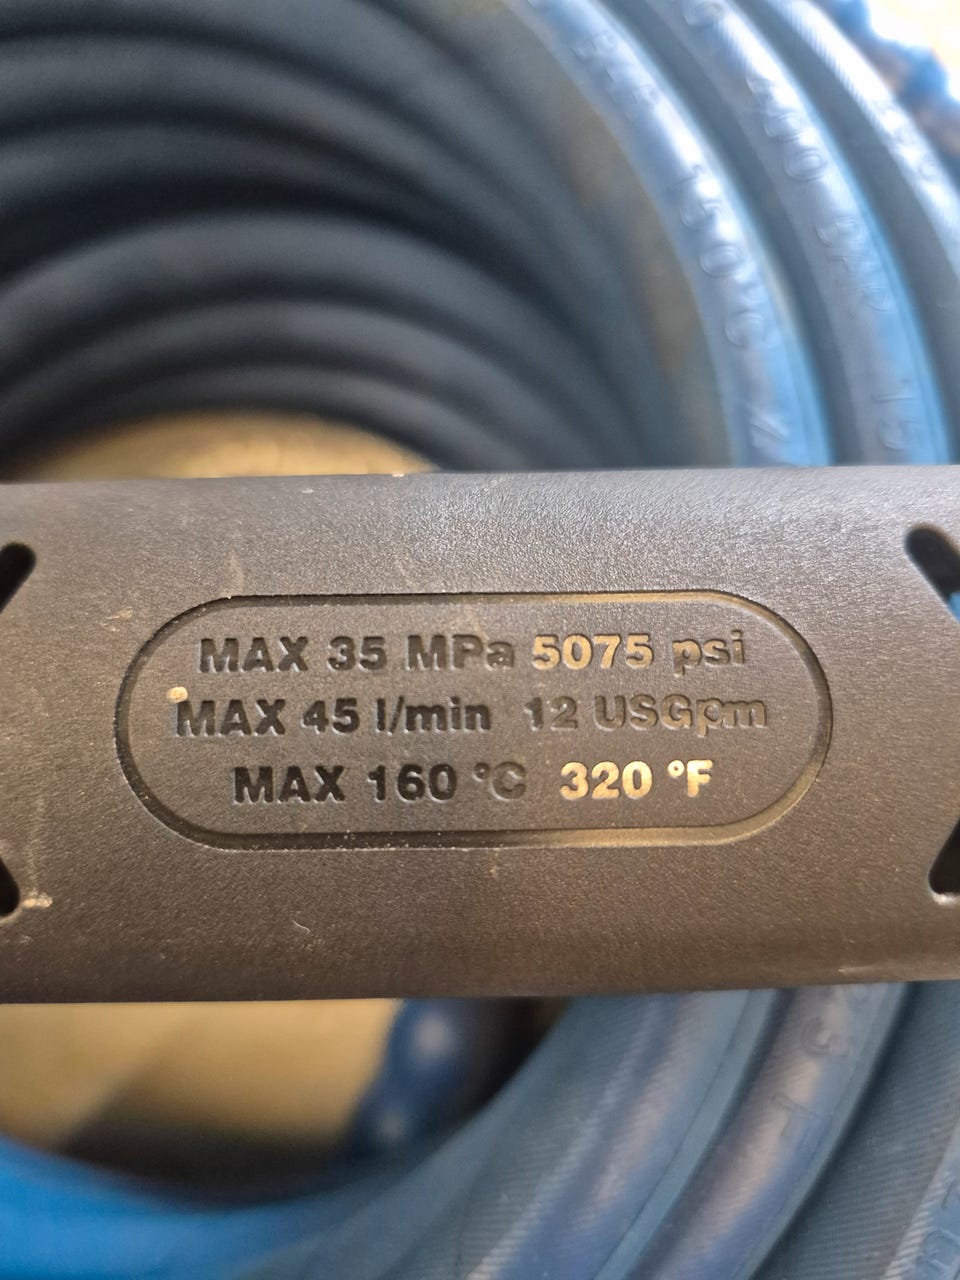 MAX 35 MPa 5075 psi
MAX 45 l/min 12 USGpm
MAX 160 °C 320 °F